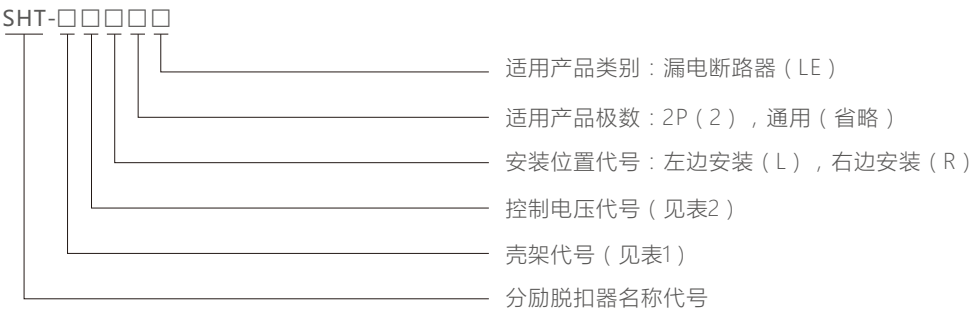 SHT-□□□□□
适用产品类别：漏电断路器（LE）
适用产品极数：2P（2），通用（省略）
安装位置代号：左边安装（L），右边安装（R）
控制电压代号（见表2）
壳架代号（见表1）
分励脱扣器名称代号